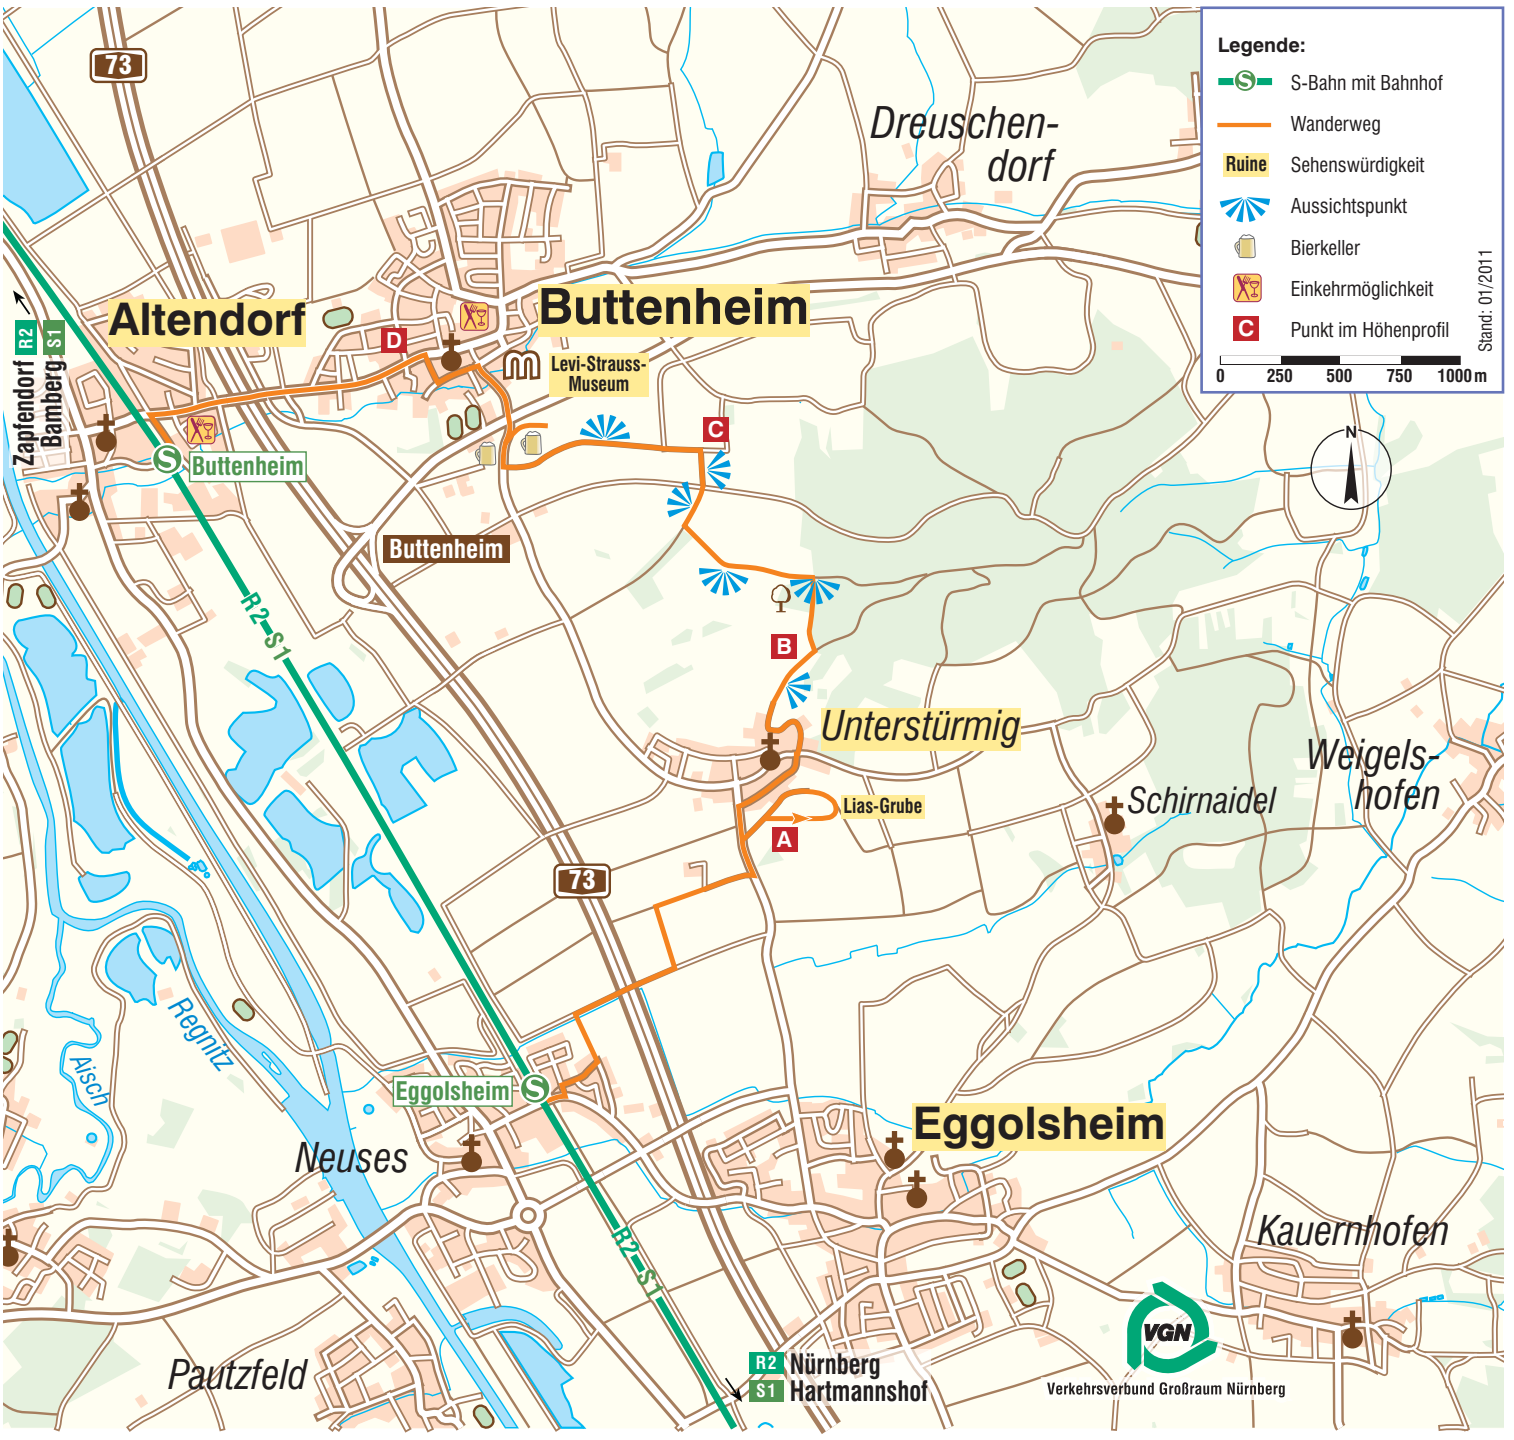 73
Dreuschen-
dorf
Legende:
S
S-Bahn mit Bahnhof
Wanderweg
Ruine
Sehenswürdigkeit
Aussichtspunkt
Bierkeller
Einkehrmöglichkeit
C
Punkt im Höhenprofil
0 250 500 750 1000 m
Stand: 01/2011
N
Altendorf
Buttenheim
D
Levi-Strauss-
Museum
Zapfendorf R2
Bamberg S1
C
S
Buttenheim
Buttenheim
R2 S1
B
Unterstürmig
Weigels-
hofen
Schirnaidel
Lias-Grube
A
73
Regnitz
Aisch
Eggolsheim
S
Neuses
Eggolsheim
Kauernhofen
R2 S1
Pautzfeld
R2 Nürnberg
S1 Hartmannshof
VGN
Verkehrsverbund Großraum Nürnberg